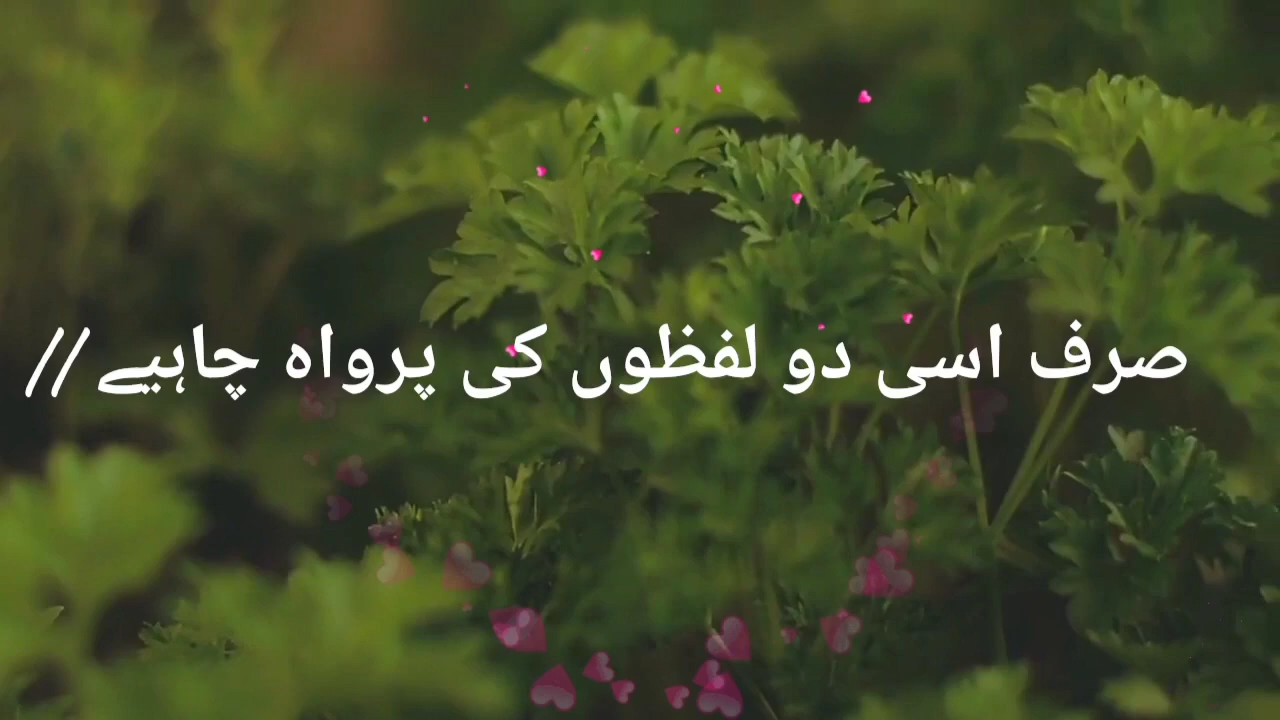 صرف اسی دو لفظوں کی پرواہ چاہیے //